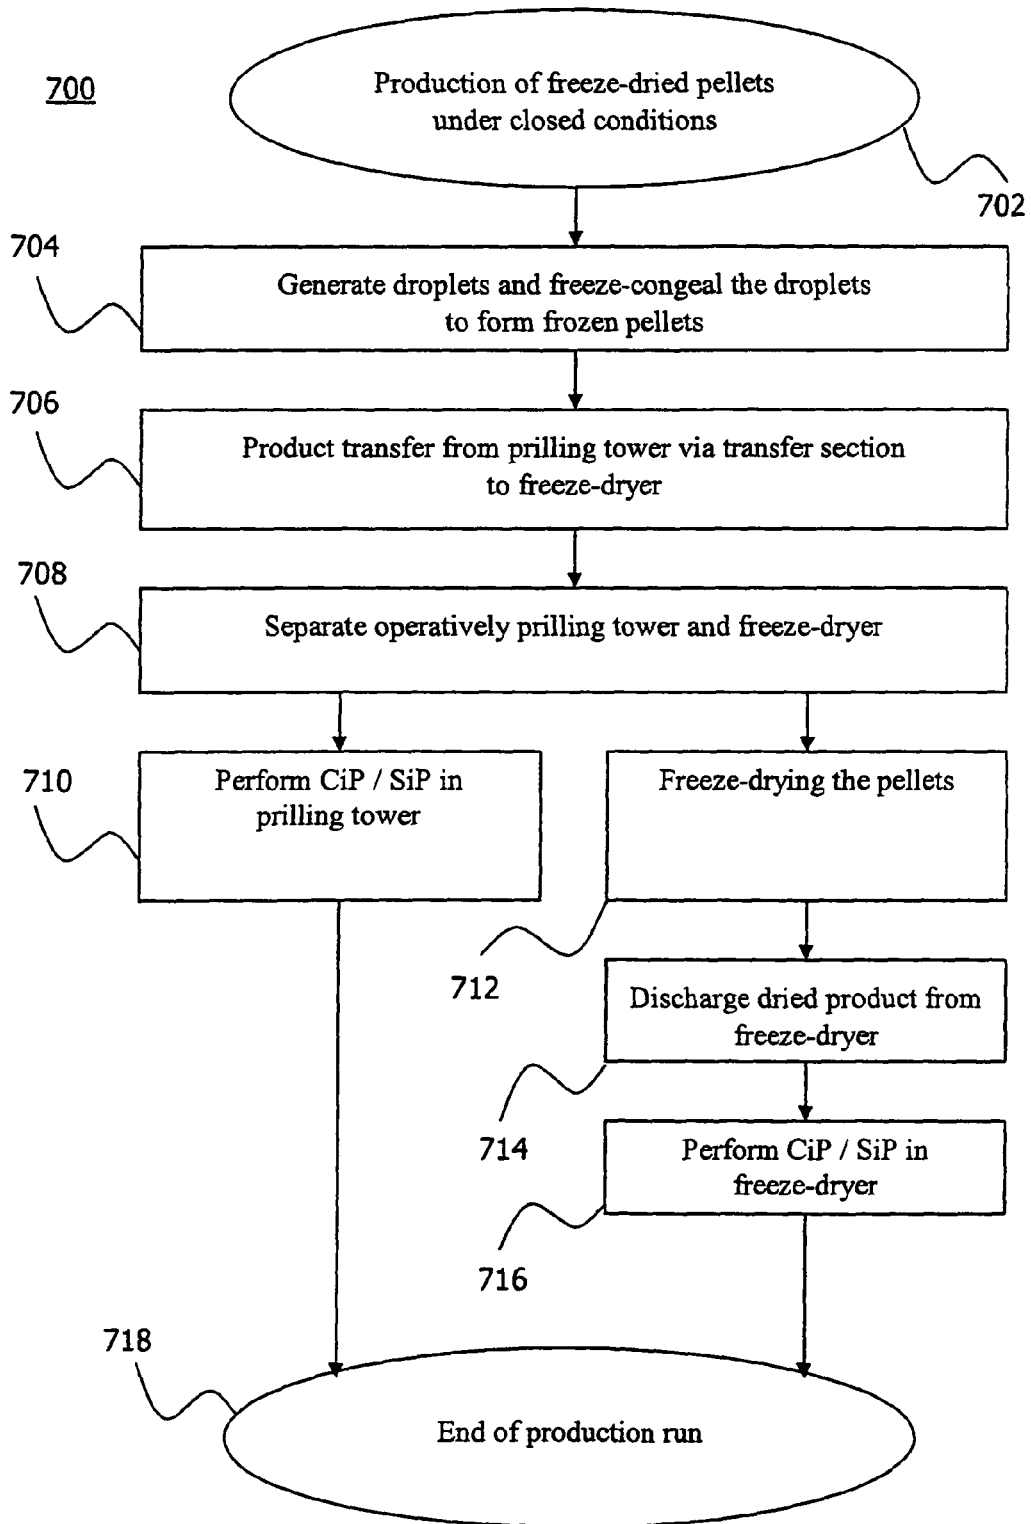 700
Production of freeze-dried pellets
under closed conditions
702
704
Generate droplets and freeze-congeal the droplets
to form frozen pellets
706
Product transfer from prilling tower via transfer section
to freeze-dryer
708
Separate operatively prilling tower and freeze-dryer
710
Perform CiP / SiP in
prilling tower
Freeze-drying the pellets
712
Discharge dried product from
freeze-dryer
714
Perform CiP / SiP in
freeze-dryer
716
718
End of production run